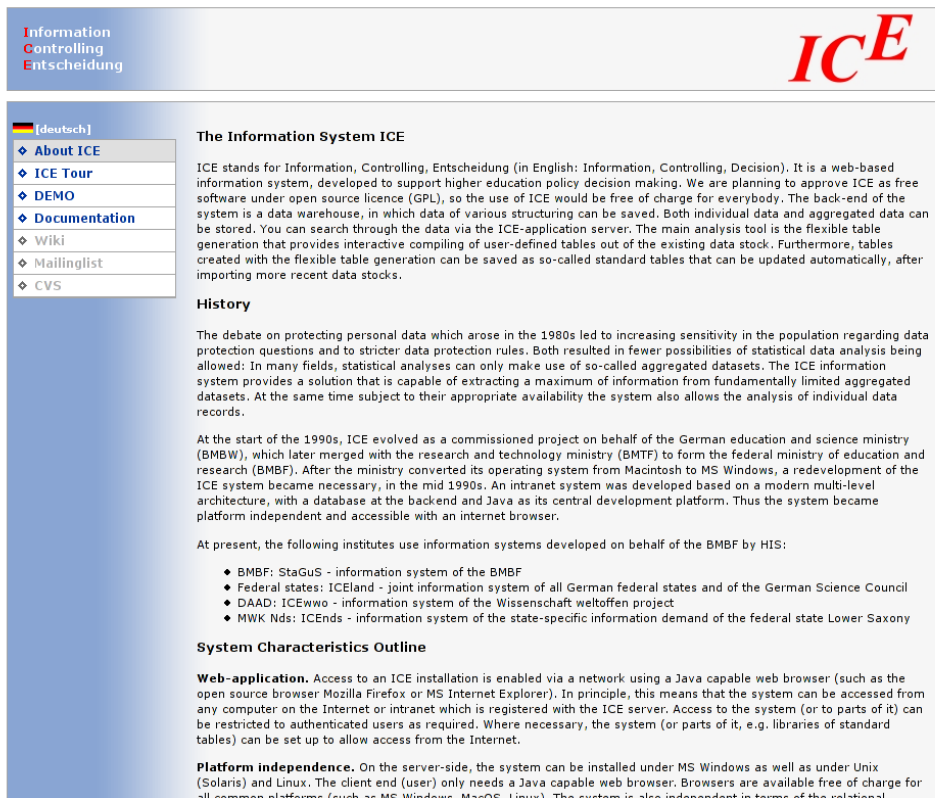 Information
Controlling
Entscheidung
ICE
[deutsch]
About ICE
ICE Tour
DEMO
Documentation
Wiki
Mailinglist
CVS
The Information System ICE
ICE stands for Information, Controlling, Entscheidung (in English: Information, Controlling, Decision). It is a web-based
information system, developed to support higher education policy decision making. We are planning to approve ICE as free
software under open source licence (GPL), so the use of ICE would be free of charge for everybody. The back-end of the
system is a data warehouse, in which data of various structuring can be saved. Both individual data and aggregated data can
be stored. You can search through the data via the ICE-application server. The main analysis tool is the flexible table
generation that provides interactive compiling of user-defined tables out of the existing data stock. Furthermore, tables
created with the flexible table generation can be saved as so-called standard tables that can be updated automatically, after
importing more recent data stocks.
History
The debate on protecting personal data which arose in the 1980s led to increasing sensitivity in the population regarding data
protection questions and to stricter data protection rules. Both resulted in fewer possibilities of statistical data analysis being
allowed: In many fields, statistical analyses can only make use of so-called aggregated datasets. The ICE information
system provides a solution that is capable of extracting a maximum of information from fundamentally limited aggregated
datasets. At the same time subject to their appropriate availability the system also allows the analysis of individual data
records.
At the start of the 1990s, ICE evolved as a commissioned project on behalf of the German education and science ministry
(BMBW), which later merged with the research and technology ministry (BMTF) to form the federal ministry of education and
research (BMBF). After the ministry converted its operating system from Macintosh to MS Windows, a redevelopment of the
ICE system became necessary, in the mid 1990s. An intranet system was developed based on a modern multi-level
architecture, with a database at the backend and Java as its central development platform. Thus the system became
platform independent and accessible with an internet browser.
At present, the following institutes use information systems developed on behalf of the BMBF by HIS:
BMBF: StaGuS - information system of the BMBF
Federal states: ICEland - joint information system of all German federal states and of the German Science Council
DAAD: ICEwwo - information system of the Wissenschaft weltoffen project
MWK Nds: ICEnds - information system of the state-specific information demand of the federal state Lower Saxony
System Characteristics Outline
Web-application. Access to an ICE installation is enabled via a network using a Java capable web browser (such as the
open source browser Mozilla Firefox or MS Internet Explorer). In principle, this means that the system can be accessed from
any computer on the Internet or intranet which is registered with the ICE server. Access to the system (or to parts of it) can
be restricted to authenticated users as required. Where necessary, the system (or parts of it, e.g. libraries of standard
tables) can be set up to allow access from the Internet.
Platform independence. On the server-side, the system can be installed under MS Windows as well as under Unix
(Solaris) and Linux. The client end (user) only needs a Java capable web browser. Browsers are available free of charge for
all common platforms (such as MS Windows, MacOS, Linux). The system is also independent in terms of the relational